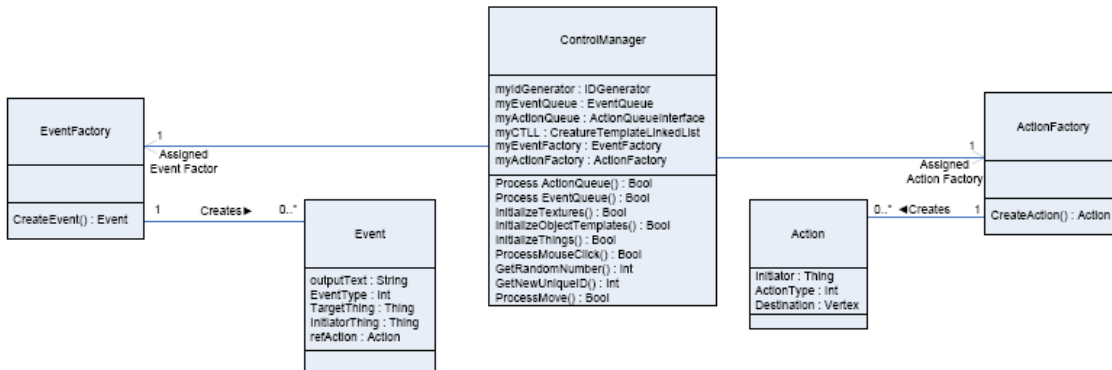 ControlManager
myIdGenerator : IDGenerator
myEventQueue : EventQueue
myActionQueue : ActionQueueInterface
myCTLL : CreatureTemplateLinkedList
myEventFactory : EventFactory
myActionFactory : ActionFactory
Process ActionQueue() : Bool
Process EventQueue() : Bool
InitializeTextures() : Bool
InitializeObjectTemplates() : Bool
InitializeThings() : Bool
ProcessMouseClick() : Bool
GetRandomNumber() : Int
GetNewUniqueID() : Int
ProcessMove() : Bool
EventFactory
CreateEvent() : Event
1
Assigned
Event Factor
1
Creates►
0..*
Event
outputText : String
EventType : Int
TargetThing : Thing
InitiatorThing : Thing
refAction : Action
ActionFactory
CreateAction() : Action
1
Assigned
Action Factory
0..*
◄Creates
1
Action
Initiator : Thing
ActionType : Int
Destination : Vertex